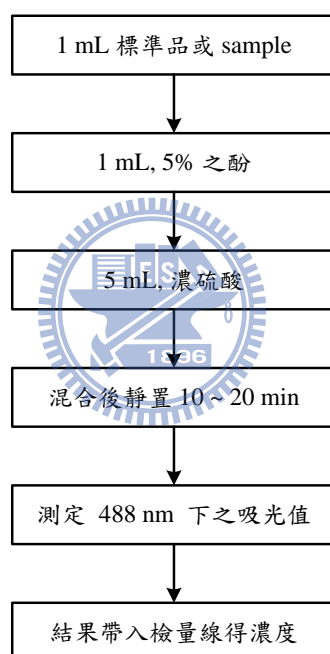 1 mL 標準品或 sample
1 mL, 5% 之酚
5 mL, 濃硫酸
1896
混合後靜置 10 ~ 20 min
測定 488 nm 下之吸光值
結果帶入檢量線得濃度